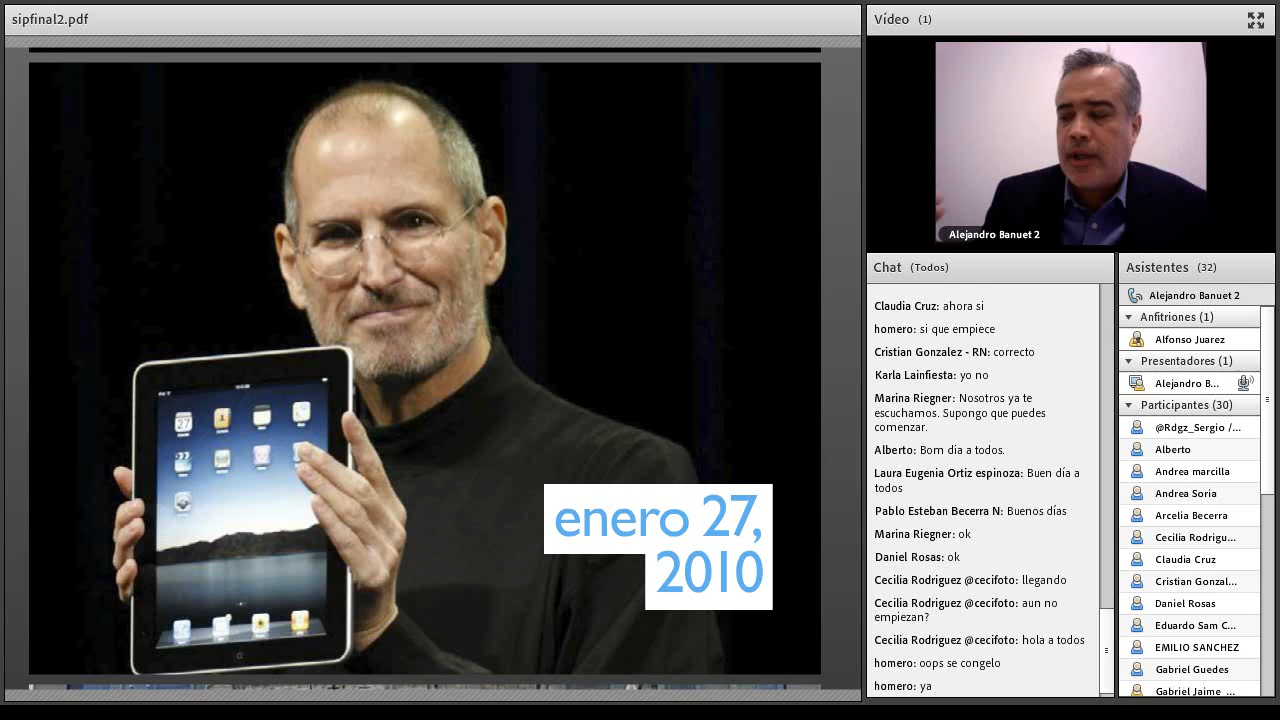 sipfinal2.pdf
enero 27,
2010
Vídeo (1)
Alejandro Banuet 2
Chat (Todos)
Claudia Cruz: ahora si
homero: si que empiece
Cristian Gonzalez - RN: correcto
Karla Lainfiesta: yo no
Marina Riegner: Nosotros ya te
escuchamos. Supongo que puedes
comenzar.
Alberto: Bom dia a todos.
Laura Eugenia Ortiz espinoza: Buen día a
todos
Pablo Esteban Becerra N: Buenos días
Marina Riegner: ok
Daniel Rosas: ok
Cecilia Rodriguez @cecifoto: llegando
Cecilia Rodriguez @cecifoto: aun no
empiezan?
Cecilia Rodriguez @cecifoto: hola a todos
homero: oops se congelo
homero: ya
Asistentes (32)
Alejandro Banuet 2
Anfitriones (1)
Alfonso Juarez
Presentadores (1)
Alejandro B...
Participantes (30)
@Rdgz_Sergio /...
Alberto
Andrea marcilla
Andrea Soria
Arcelia Becerra
Cecilia Rodrigu...
Claudia Cruz
Cristian Gonzal...
Daniel Rosas
Eduardo Sam C...
EMILIO SANCHEZ
Gabriel Guedes
Gabriel Jaime ...
27